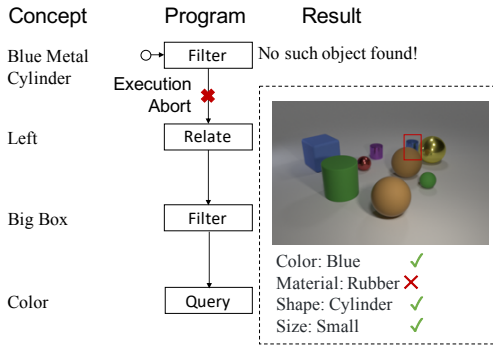 Concept Program Result
Blue Metal
Cylinder
Filter
No such object found!
Execution
Abort
Left
Relate
Big Box
Filter
Color
Query
Color: Blue
Material: Rubber
Shape: Cylinder
Size: Small